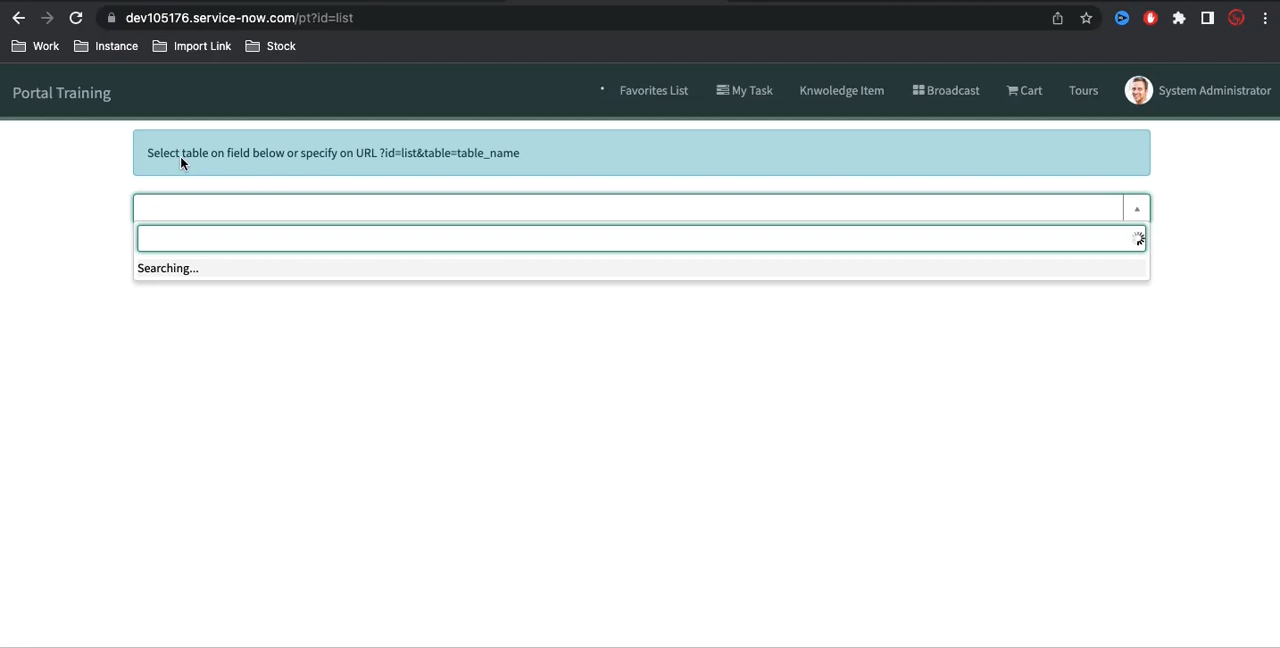 dev105176.service-now.com/pt?id=list
Work Instance Import Link Stock
Portal Training Favorites List My Task Knwoledge Item Broadcast Cart Tours System Administrator
Select table on field below or specify on URL ?id=list&table=table_name
Searching...